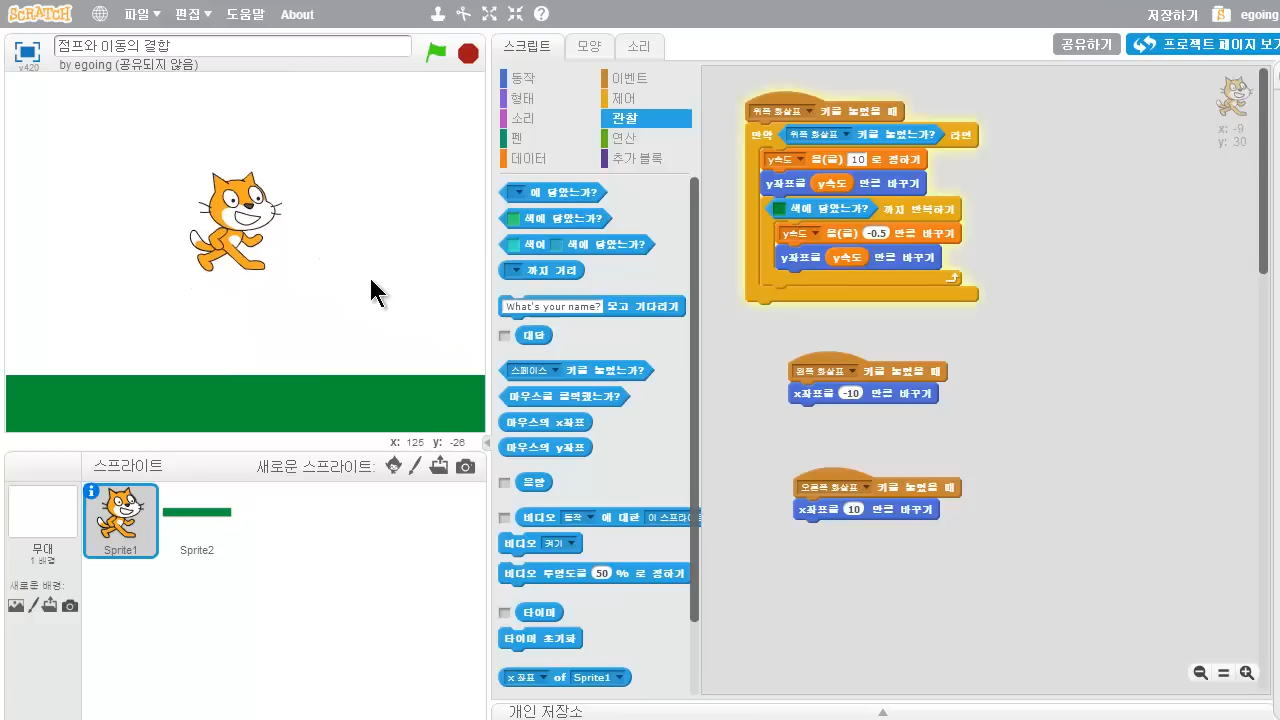 SCRATCH 파일 편집 도움말 About 저장하기 egoing
v420 점프와 이동의 결합
by egoing (공유되지 않음)
스크립트 모양 소리 공유하기 프로젝트 페이지 보기
동작 이벤트
형태 제어
소리 관찰
펜 연산
데이터 추가 블록
에 닿았는가?
색에 닿았는가?
색이 색에 닿았는가?
까지 거리
What's your name? 묻고 기다리기
대답
스페이스 키를 눌렀는가?
마우스를 클릭했는가?
마우스의 x좌표
마우스의 y좌표
음량
비디오 동작 에 대한 이 스프라이
비디오 켜기
비디오 투명도를 50 % 로 정하기
타이머
타이머 초기화
x 좌표 of Sprite1
위쪽 화살표 키를 눌렀을 때
만약 위쪽 화살표 키를 눌렀는가? 라면
y속도 을(를) 10 로 정하기
y좌표를 y속도 만큼 바꾸기
색에 닿았는가? 까지 반복하기
y속도 을(를) -0.5 만큼 바꾸기
y좌표를 y속도 만큼 바꾸기
왼쪽 화살표 키를 눌렀을 때
x좌표를 -10 만큼 바꾸기
오른쪽 화살표 키를 눌렀을 때
x좌표를 10 만큼 바꾸기
x: -9
y: 30
x: 125 y: -26
스프라이트 새로운 스프라이트:
무대
1 배경
새로운 배경:
Sprite1
Sprite2
개인 저장소